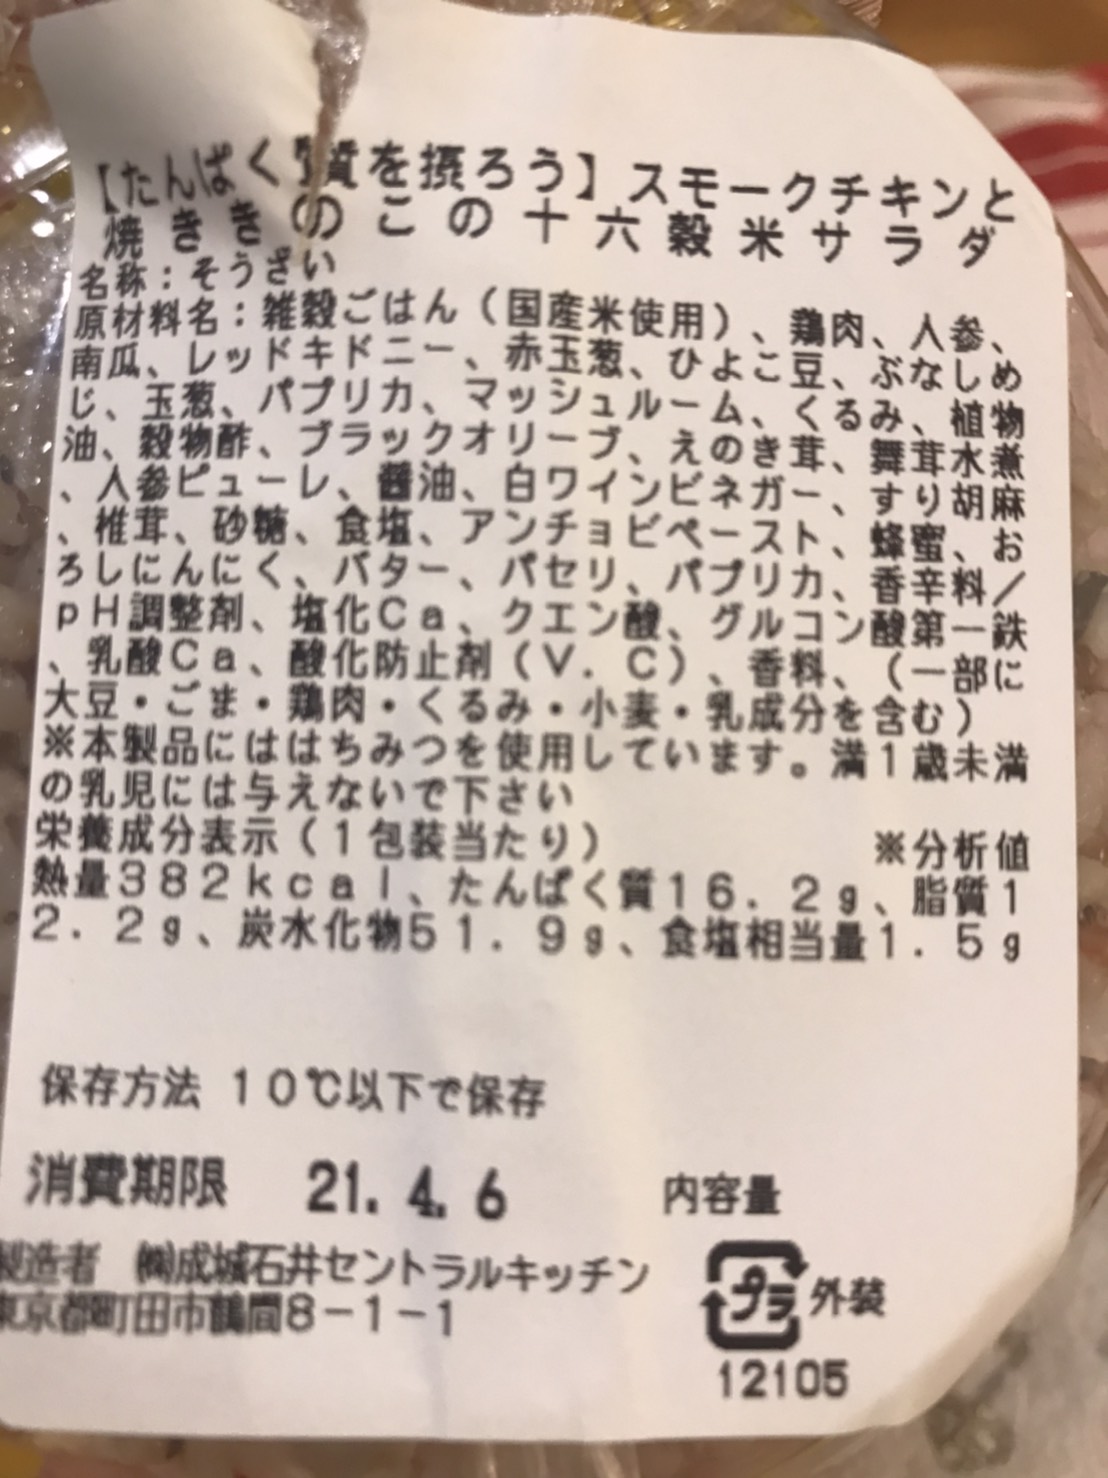 【たんぱく質を摂ろう】スモークチキンと
焼ききのこの十六穀米サラダ
名称：そうざい
原材料名：雑穀ごはん（国産米使用）、鶏肉、人参、
南瓜、レッドキドニー、赤玉葱、ひよこ豆、ぶなしめ
じ、玉葱、パプリカ、マッシュルーム、くるみ、植物
油、穀物酢、ブラックオリーブ、えのき茸、舞茸水煮
、人参ピューレ、醤油、白ワインビネガー、すり胡麻
、椎茸、砂糖、食塩、アンチョビペースト、蜂蜜、お
ろしにんにく、バター、パセリ、パプリカ、香辛料／
ｐＨ調整剤、塩化Ｃａ、クエン酸、グルコン酸第一鉄
、乳酸Ｃａ、酸化防止剤（Ｖ．Ｃ）、香料、（一部に
大豆・ごま・鶏肉・くるみ・小麦・乳成分を含む）
※本製品にははちみつを使用しています。満１歳未満
の乳児には与えないで下さい
栄養成分表示（１包装当たり） ※分析値
熱量３８２ｋｃａｌ、たんぱく質１６．２ｇ、脂質１
２．２ｇ、炭水化物５１．９ｇ、食塩相当量１．５ｇ
保存方法 １０℃以下で保存
消費期限 21. 4. 6 内容量
製造者 ㈱成城石井セントラルキッチン
東京都町田市鶴間８－１－１
プラ 外装
12105